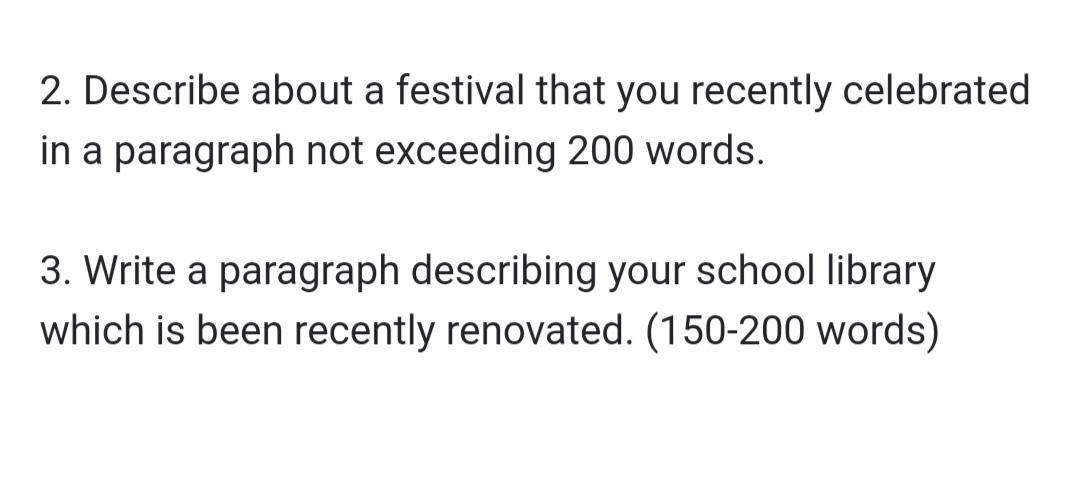 2. Describe about a festival that you recently celebrated
in a paragraph not exceeding 200 words.
3. Write a paragraph describing your school library
which is been recently renovated. (150-200 words)